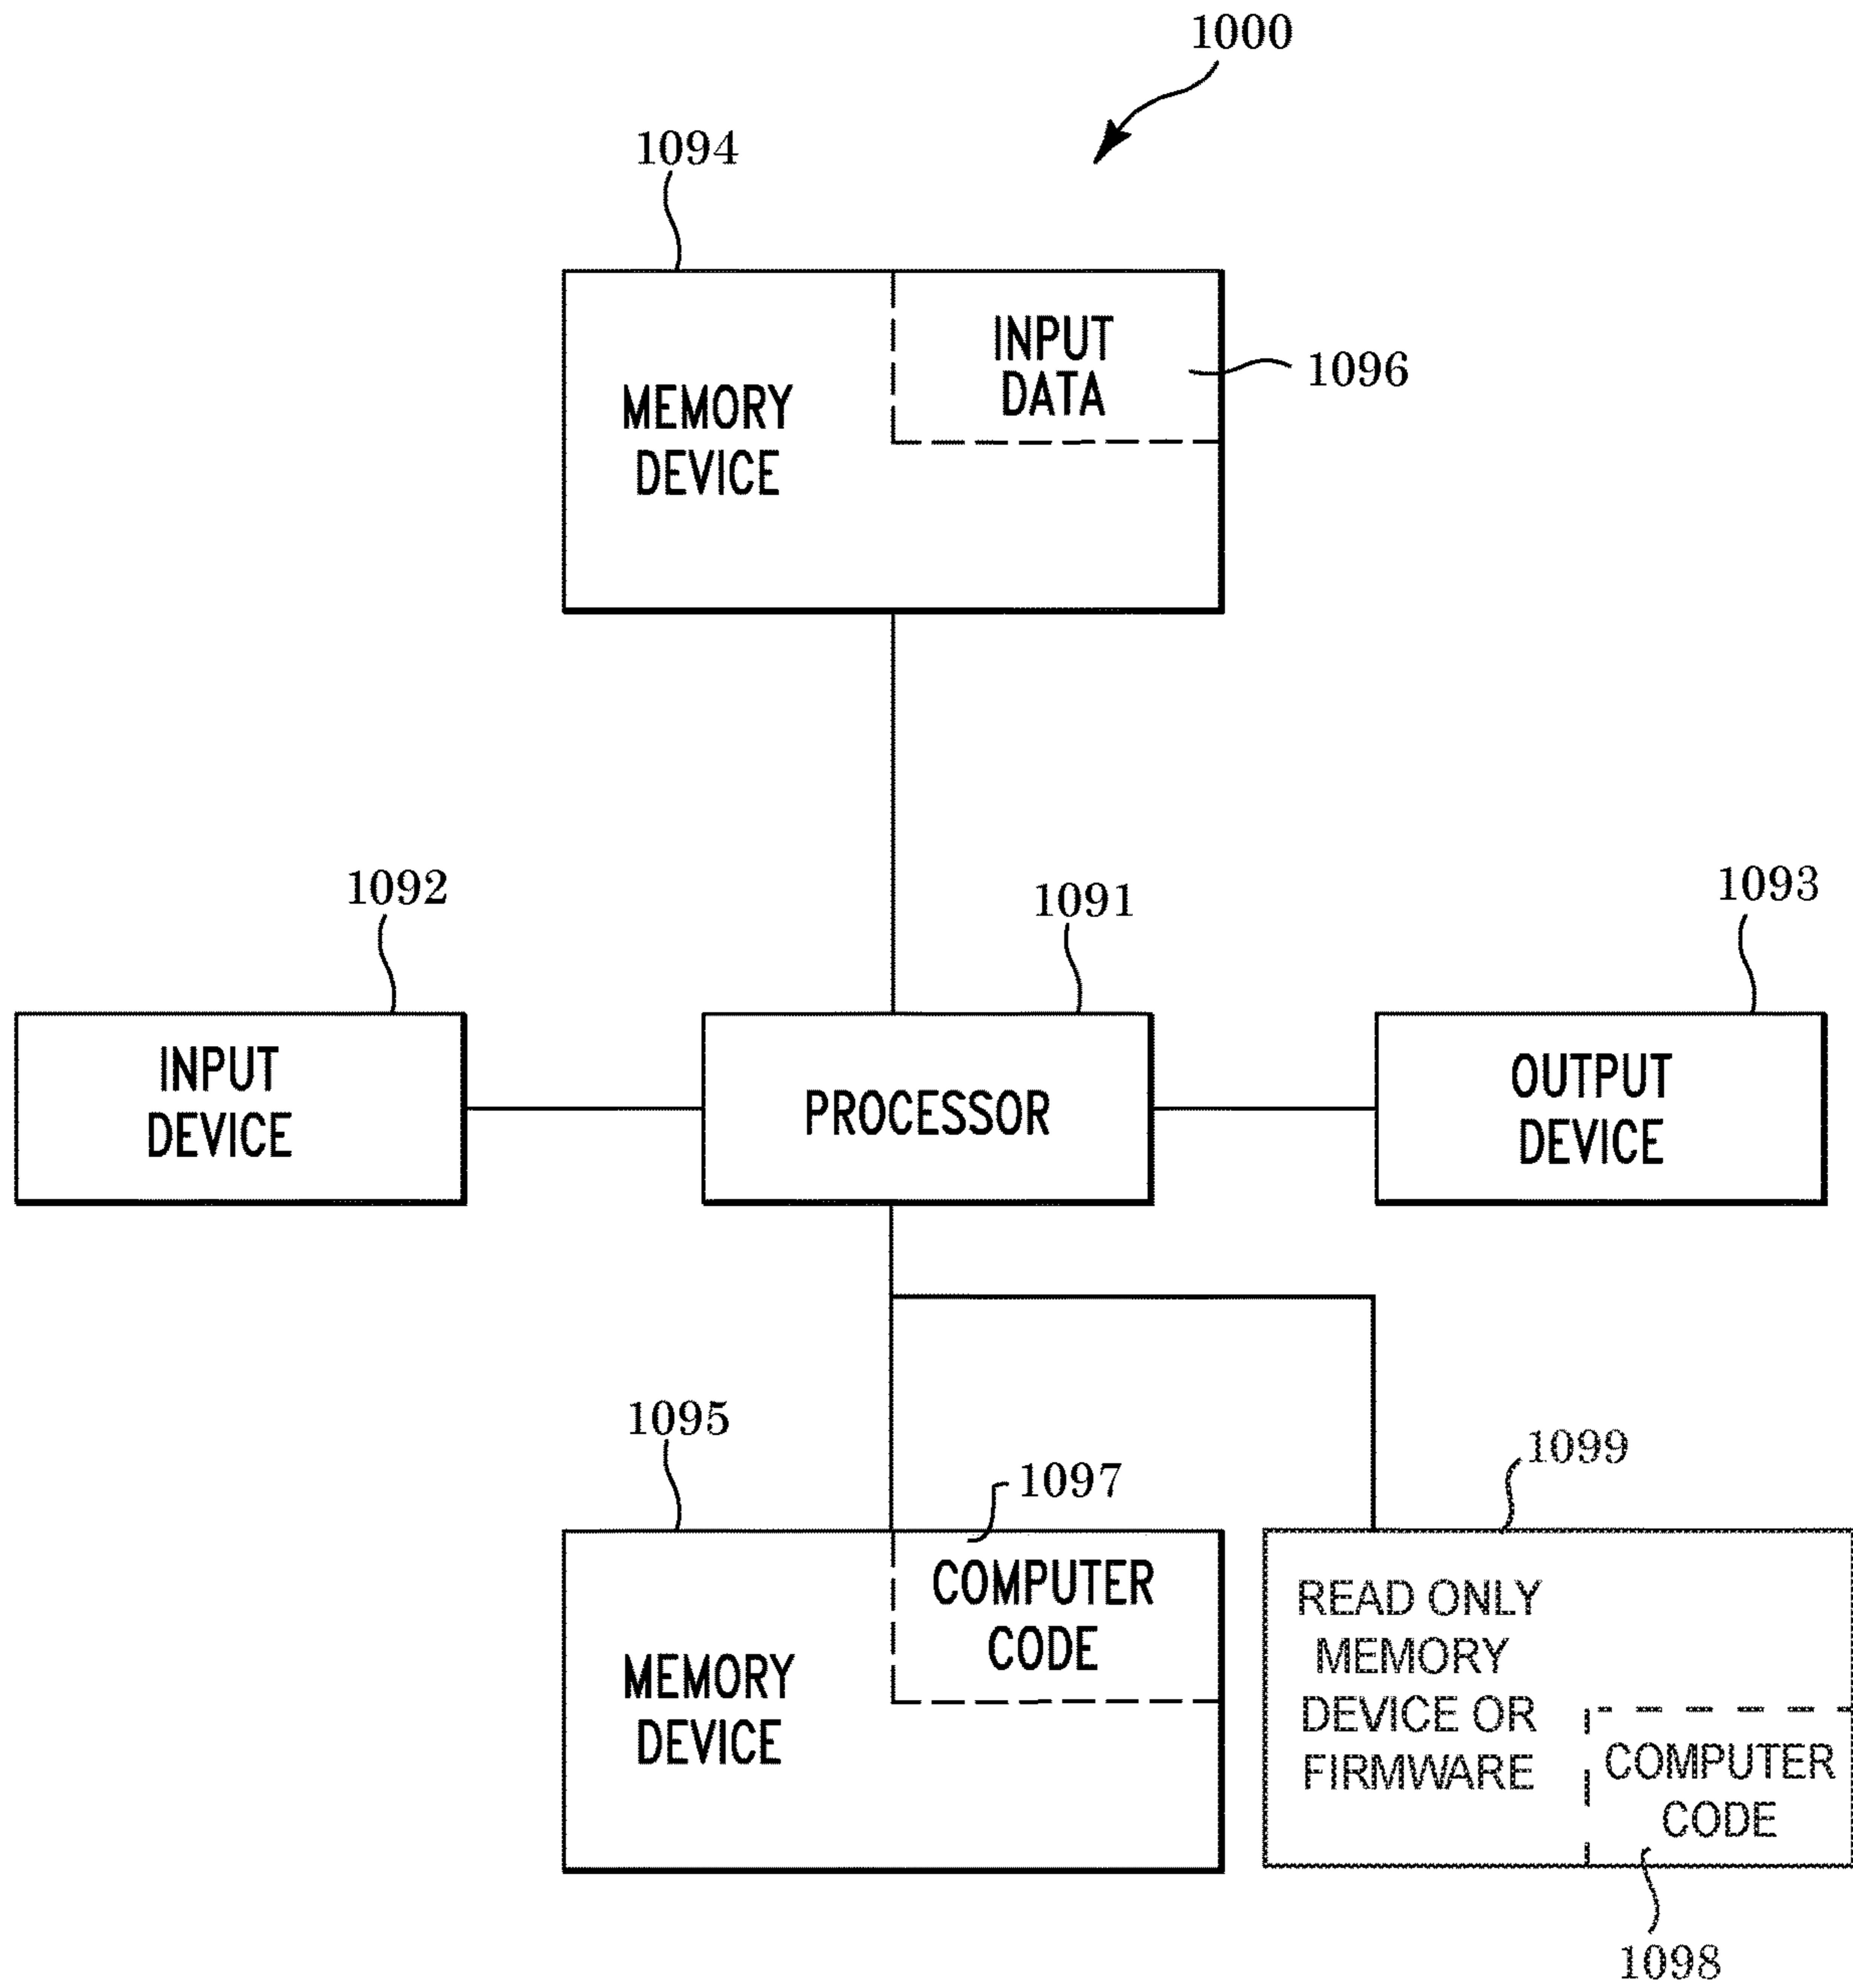 1000
1094
INPUT
DATA
1096
MEMORY
DEVICE
1092
1091
1093
INPUT
DEVICE
PROCESSOR
OUTPUT
DEVICE
1095
1097
1099
COMPUTER
CODE
MEMORY
DEVICE
READ ONLY
MEMORY
DEVICE OR
FIRMWARE
COMPUTER
CODE
1098